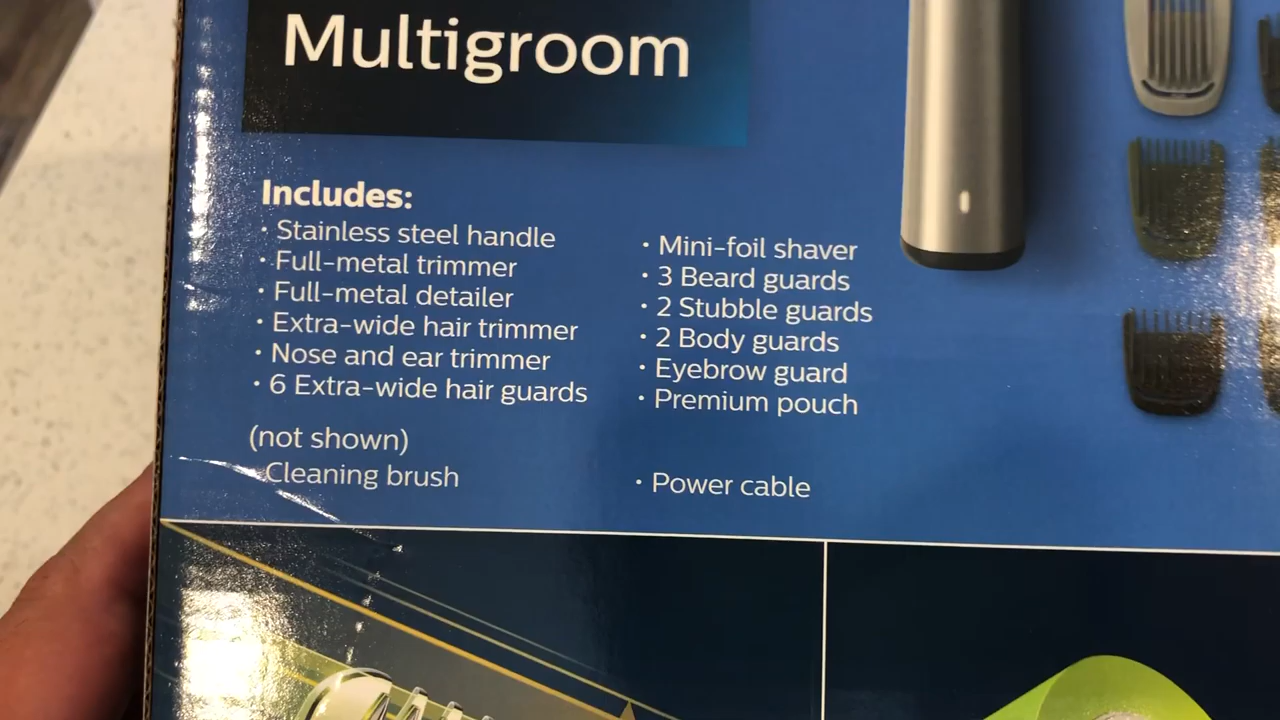 Multigroom
Includes:
· Stainless steel handle
· Full-metal trimmer
· Full-metal detailer
· Extra-wide hair trimmer
· Nose and ear trimmer
· 6 Extra-wide hair guards
(not shown)
Cleaning brush
· Mini-foil shaver
· 3 Beard guards
· 2 Stubble guards
· 2 Body guards
· Eyebrow guard
· Premium pouch
· Power cable